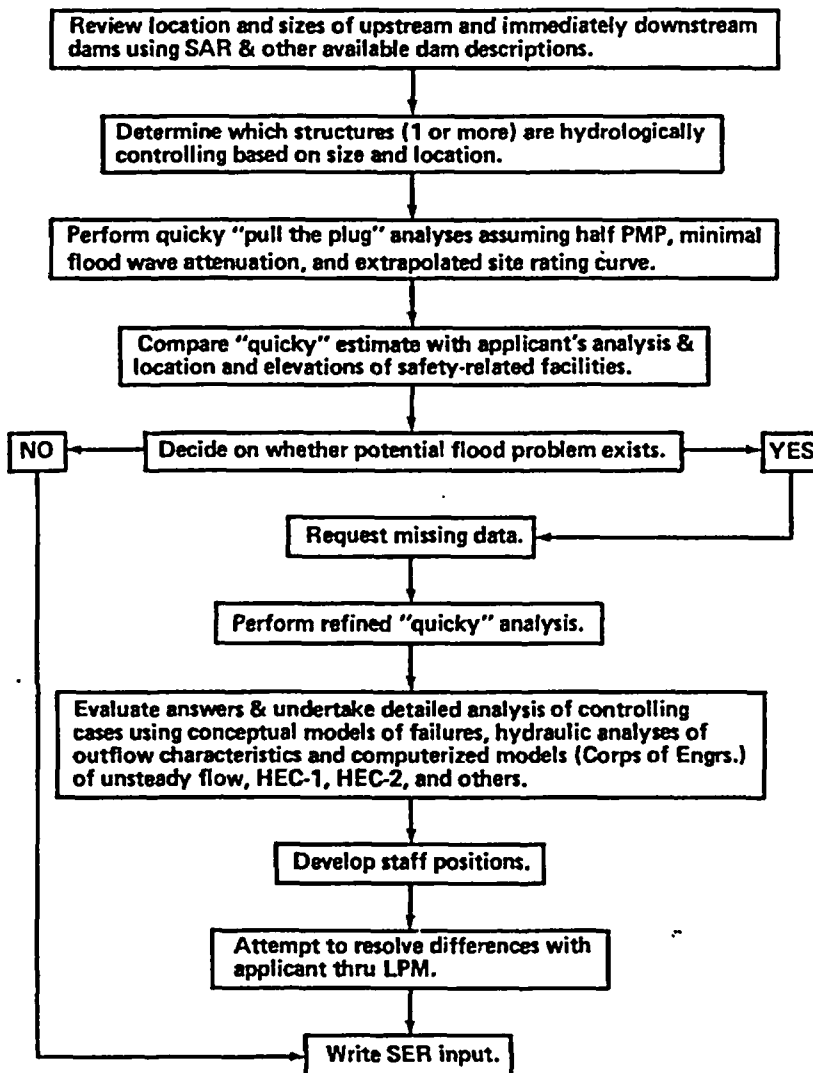 Review location and sizes of upstream and immediately downstream
dams using SAR & other available dam descriptions.
Determine which structures (1 or more) are hydrologically
controlling based on size and location.
Perform quicky "pull the plug" analyses assuming half PMP, minimal
flood wave attenuation, and extrapolated site rating curve.
Compare "quicky" estimate with applicant's analysis &
location and elevations of safety-related facilities.
NO
Decide on whether potential flood problem exists.
YES
Request missing data.
Perform refined "quicky" analysis.
Evaluate answers & undertake detailed analysis of controlling
cases using conceptual models of failures, hydraulic analyses of
outflow characteristics and computerized models (Corps of Engrs.)
of unsteady flow, HEC-1, HEC-2, and others.
Develop staff positions.
Attempt to resolve differences with
applicant thru LPM.
Write SER input.